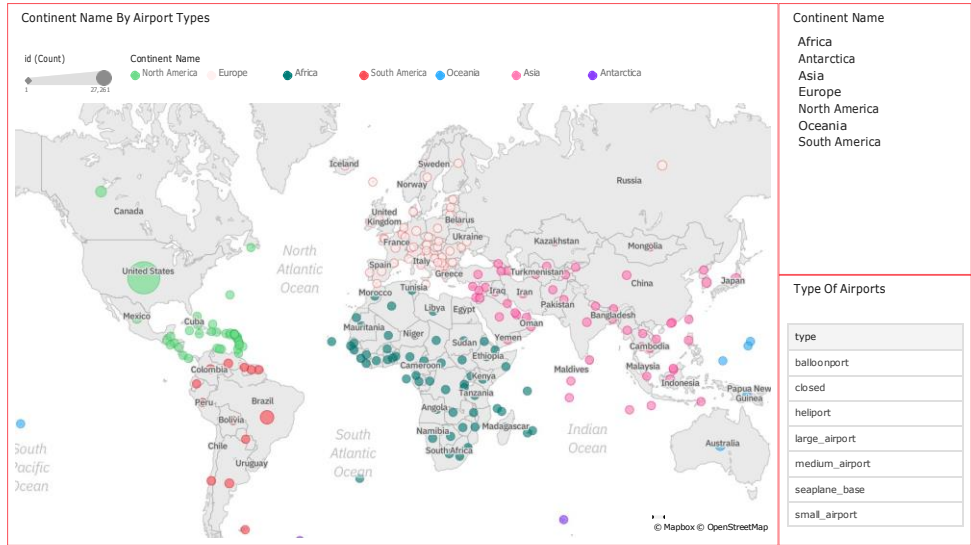 Continent Name By Airport Types
id (Count)
1
27,261
Continent Name
North America
Europe
Africa
South America
Oceania
Asia
Antarctica
Iceland
Sweden
Norway
Russia
Canada
United
Kingdom
Belarus
Ukraine
France
Kazakhstan
Mongolia
North
Atlantic
Ocean
United States
Spain
Italy
Greece
Turkmenistan
China
Japan
Morocco
Tunisia
Iraq
Iran
Pakistan
Mexico
Cuba
Libya
Egypt
Oman
Bangladesh
Mauritania
Niger
Sudan
Yemen
Cambodia
Colombia
Cameroon
Ethiopia
Kenya
Maldives
Malaysia
Indonesia
Papua New
Guinea
Peru
Brazil
Tanzania
Bolivia
Angola
Madagascar
Namibia
South
Atlantic
Ocean
Indian
Ocean
Australia
Chile
Uruguay
South Africa
South
Pacific
Ocean
© Mapbox © OpenStreetMap
Continent Name
Africa
Antarctica
Asia
Europe
North America
Oceania
South America
Type Of Airports
type
balloonport
closed
heliport
large_airport
medium_airport
seaplane_base
small_airport